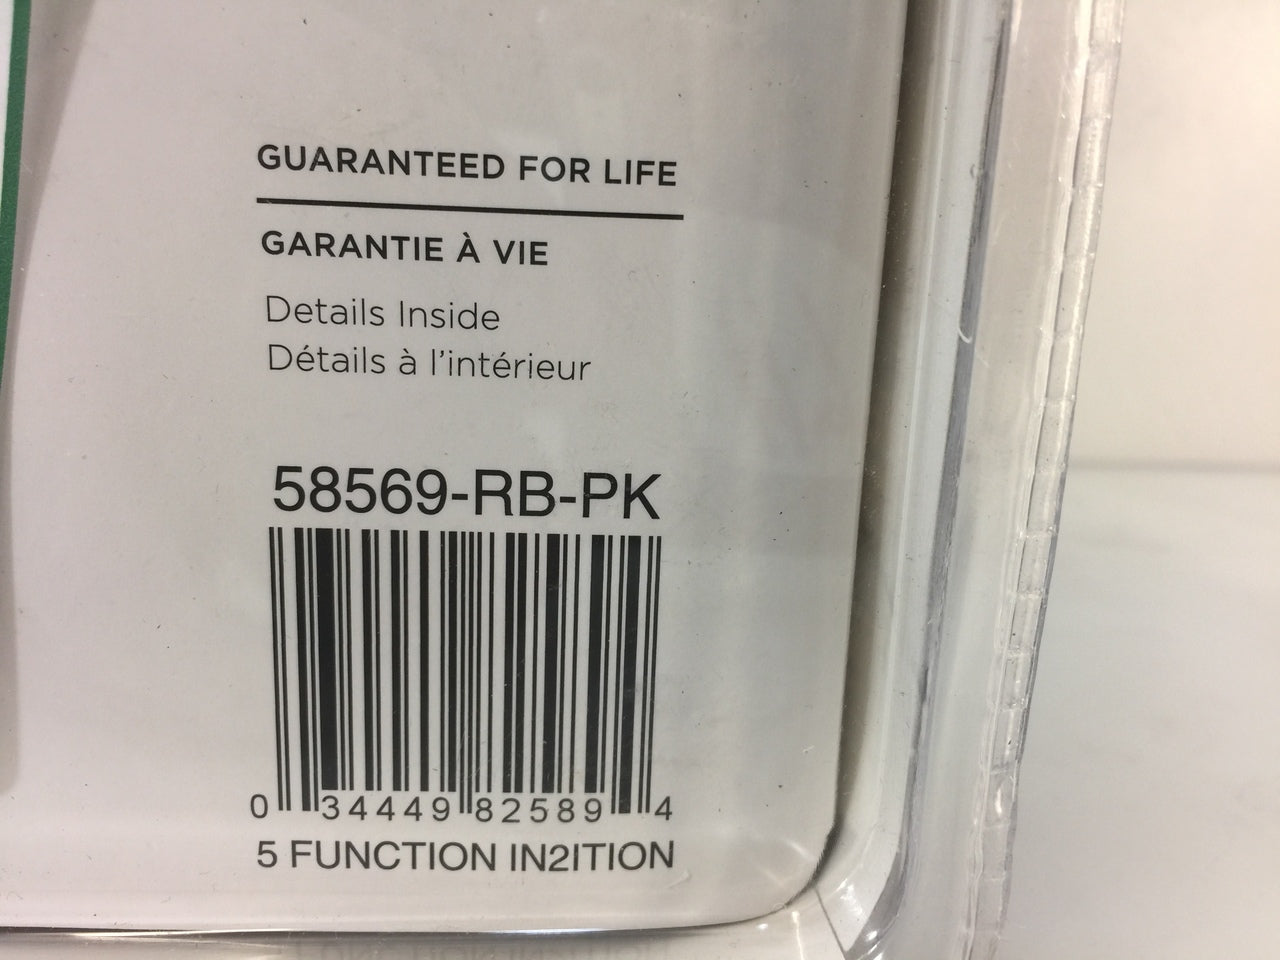 GUARANTEED FOR LIFE
GARANTIE À VIE
Details Inside
Détails à l'intérieur
58569-RB-PK
0 34449 82589 4
5 FUNCTION IN2ITION